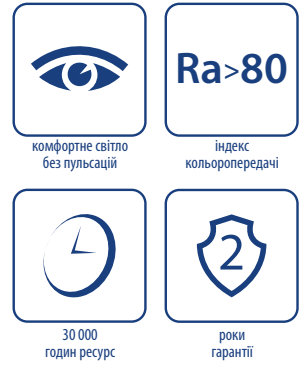 комфортне світло
без пульсацій
Ra>80
індекс
кольоропередачі
30 000
годин ресурс
2
роки
гарантії